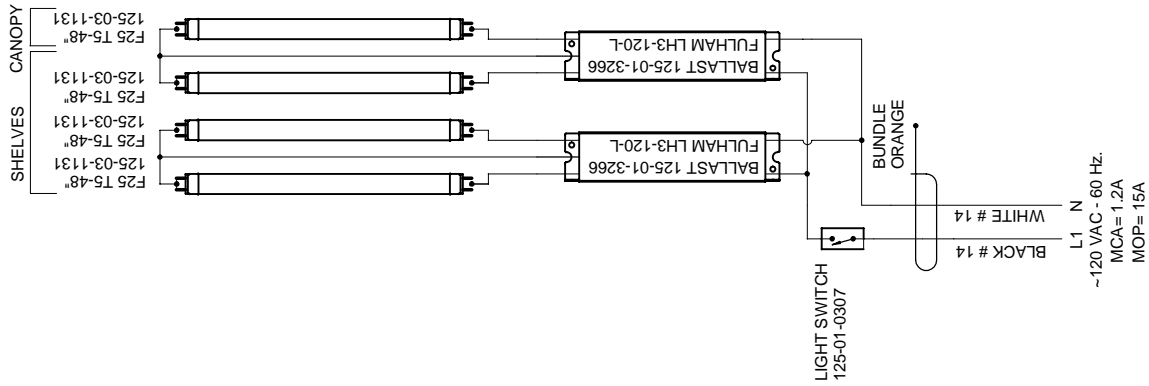 CANOPY
SHELVES
F25 T5-48"
125-03-1131
F25 T5-48"
125-03-1131
F25 T5-48"
125-03-1131
F25 T5-48"
125-03-1131
BALLAST 125-01-3266
FULHAM LH3-120-L
BALLAST 125-01-3266
FULHAM LH3-120-L
BUNDLE
ORANGE
WHITE # 14
BLACK # 14
N
L1
~120 VAC - 60 Hz.
MCA= 1.2A
MOP= 15A
LIGHT SWITCH
125-01-0307